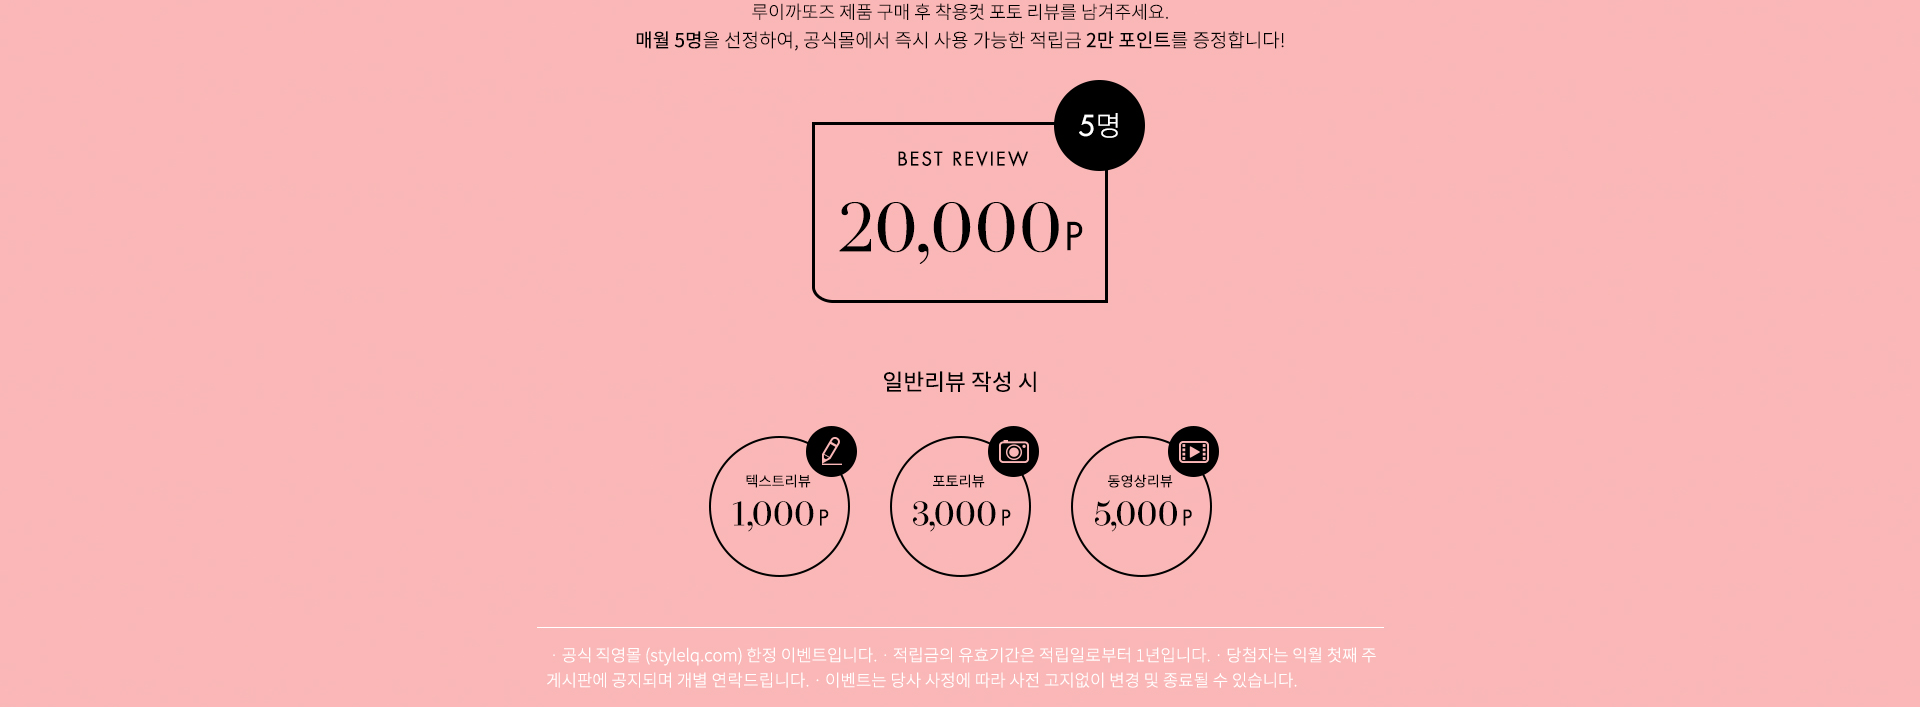 루이까또즈 제품 구매 후 착용컷 포토 리뷰를 남겨주세요.
매월 5명을 선정하여, 공식몰에서 즉시 사용 가능한 적립금 2만 포인트를 증정합니다!
5명
BEST REVIEW
20,000P
일반리뷰 작성 시
텍스트리뷰
1,000 P
포토리뷰
3,000 P
동영상리뷰
5,000 P
· 공식 직영몰 (stylelq.com) 한정 이벤트입니다. · 적립금의 유효기간은 적립일로부터 1년입니다. · 당첨자는 익월 첫째 주
게시판에 공지되며 개별 연락드립니다. · 이벤트는 당사 사정에 따라 사전 고지없이 변경 및 종료될 수 있습니다.